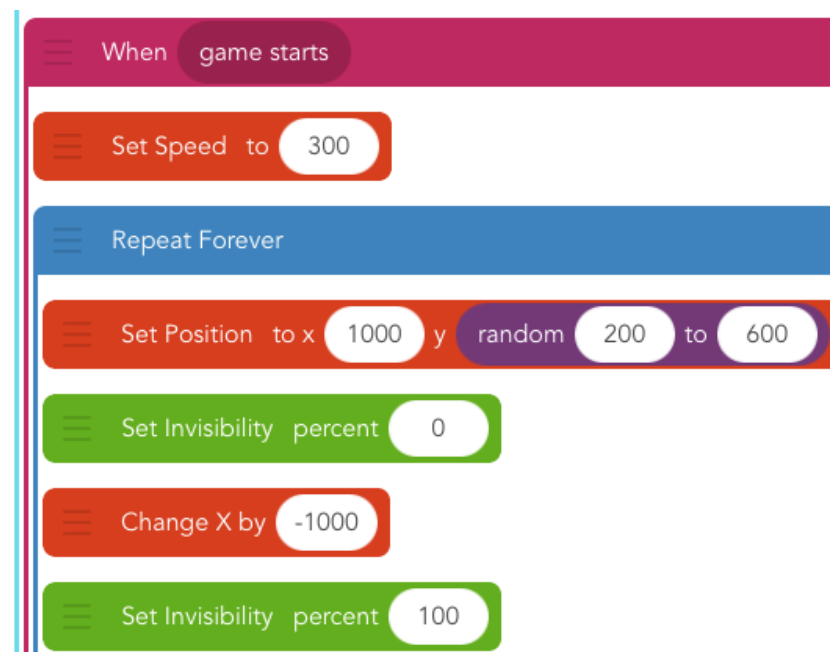 When game starts
Set Speed to 300
Repeat Forever
Set Position to x 1000 y random 200 to 600
Set Invisibility percent 0
Change X by -1000
Set Invisibility percent 100